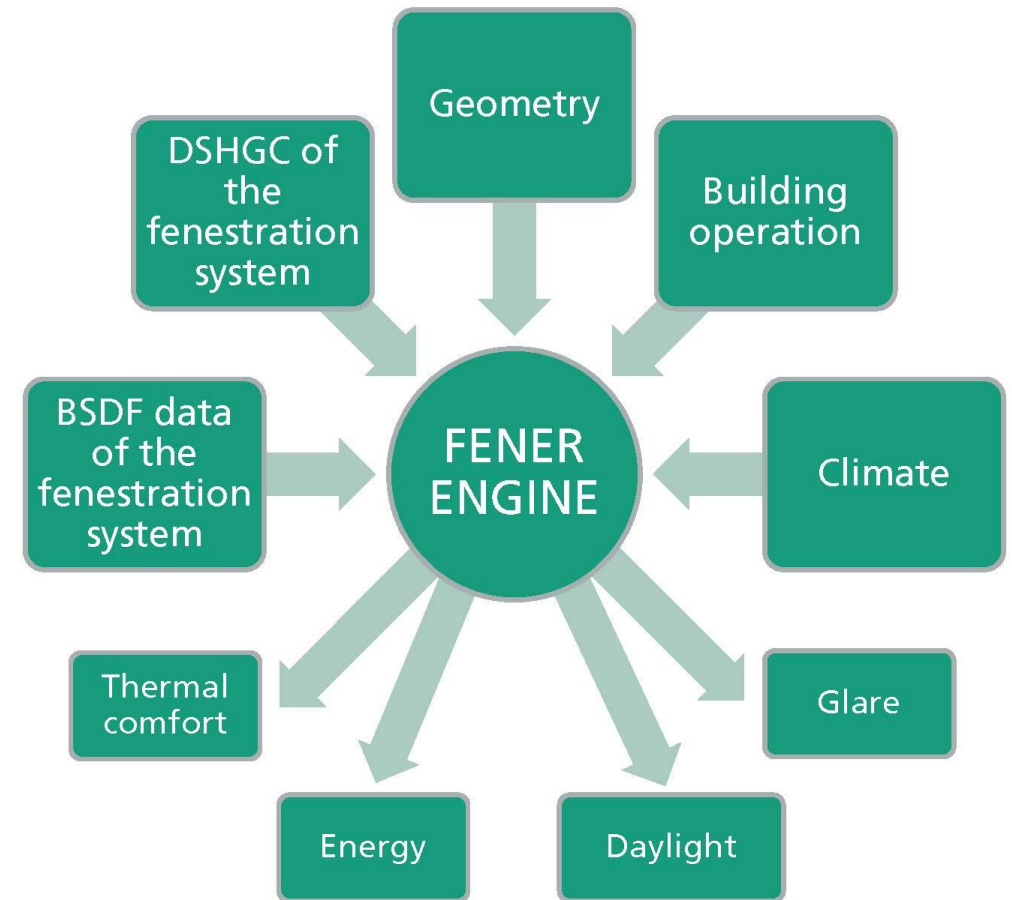 Geometry
DSHGC of
the
fenestration
system
Building
operation
BSDF data
of the
fenestration
system
FENER
ENGINE
Climate
Thermal
comfort
Glare
Energy
Daylight